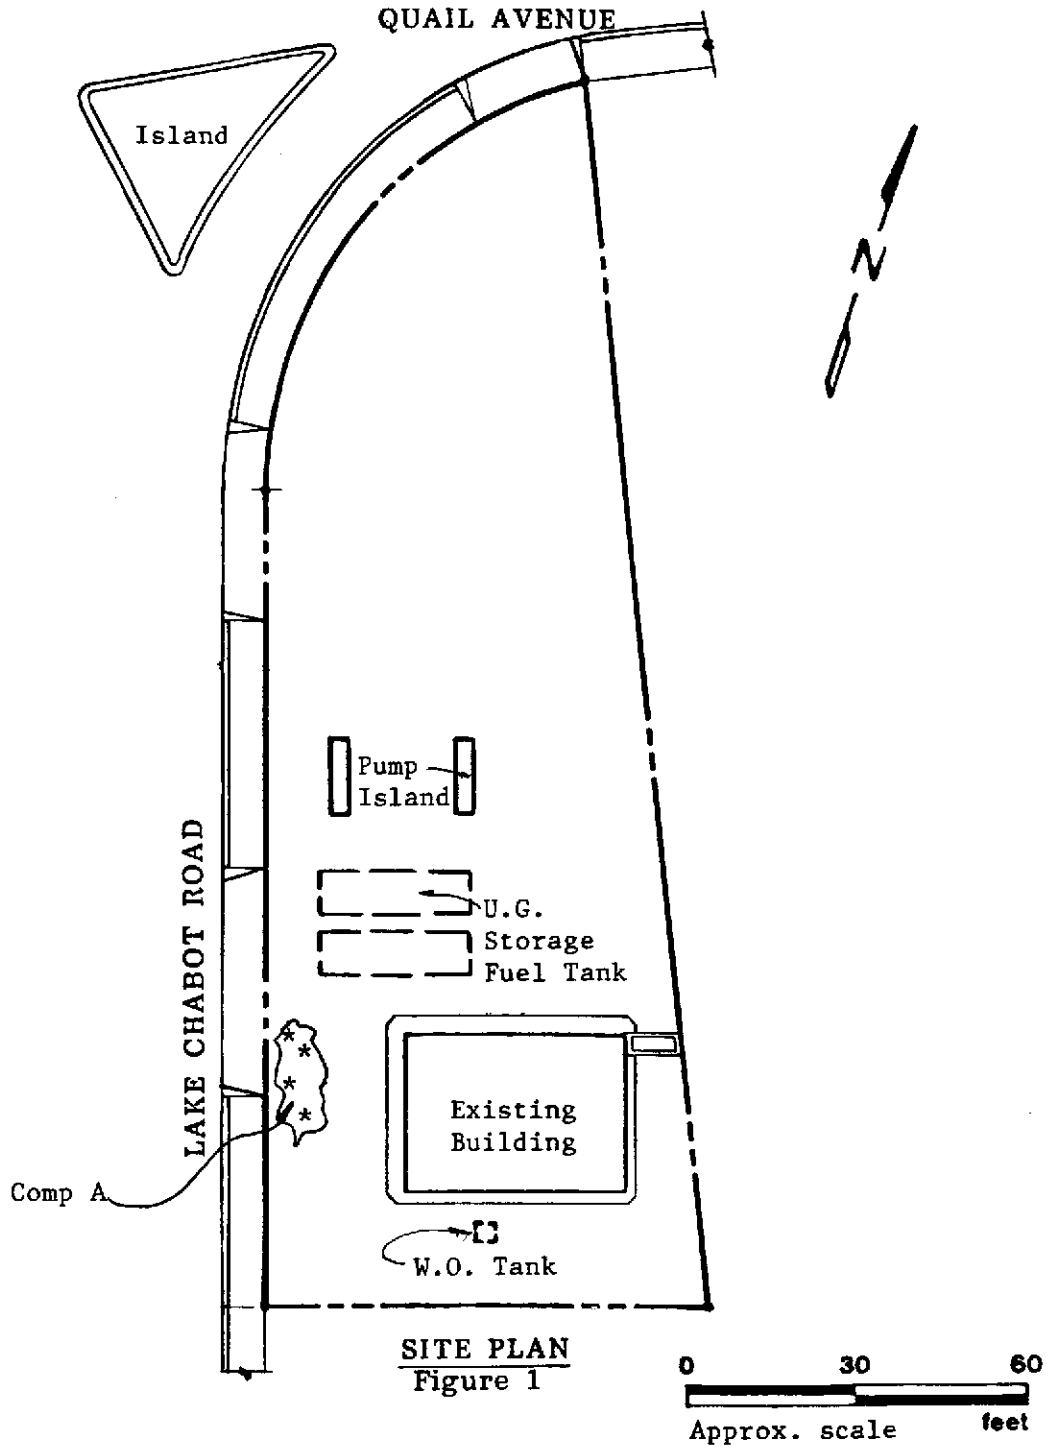 QUAIL AVENUE
Island
N
Pump
Island
LAKE CHABOT ROAD
U.G.
Storage
Fuel Tank
* * * *
Existing
Building
Comp A
W.O. Tank
SITE PLAN
Figure 1
0 30 60
Approx. scale feet